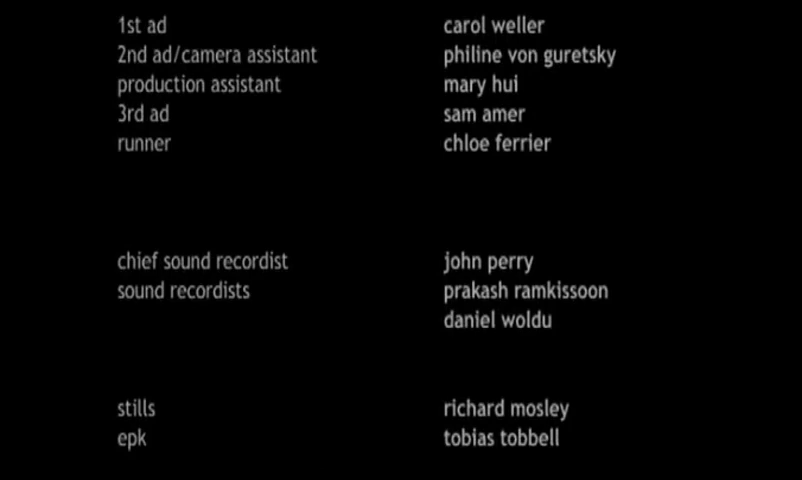 1st ad carol weller
2nd ad/camera assistant philine von guretsky
production assistant mary hui
3rd ad sam amer
runner chloe ferrier
chief sound recordist john perry
sound recordists prakash ramkissoon
daniel woldu
stills richard mosley
epk tobias tobbell